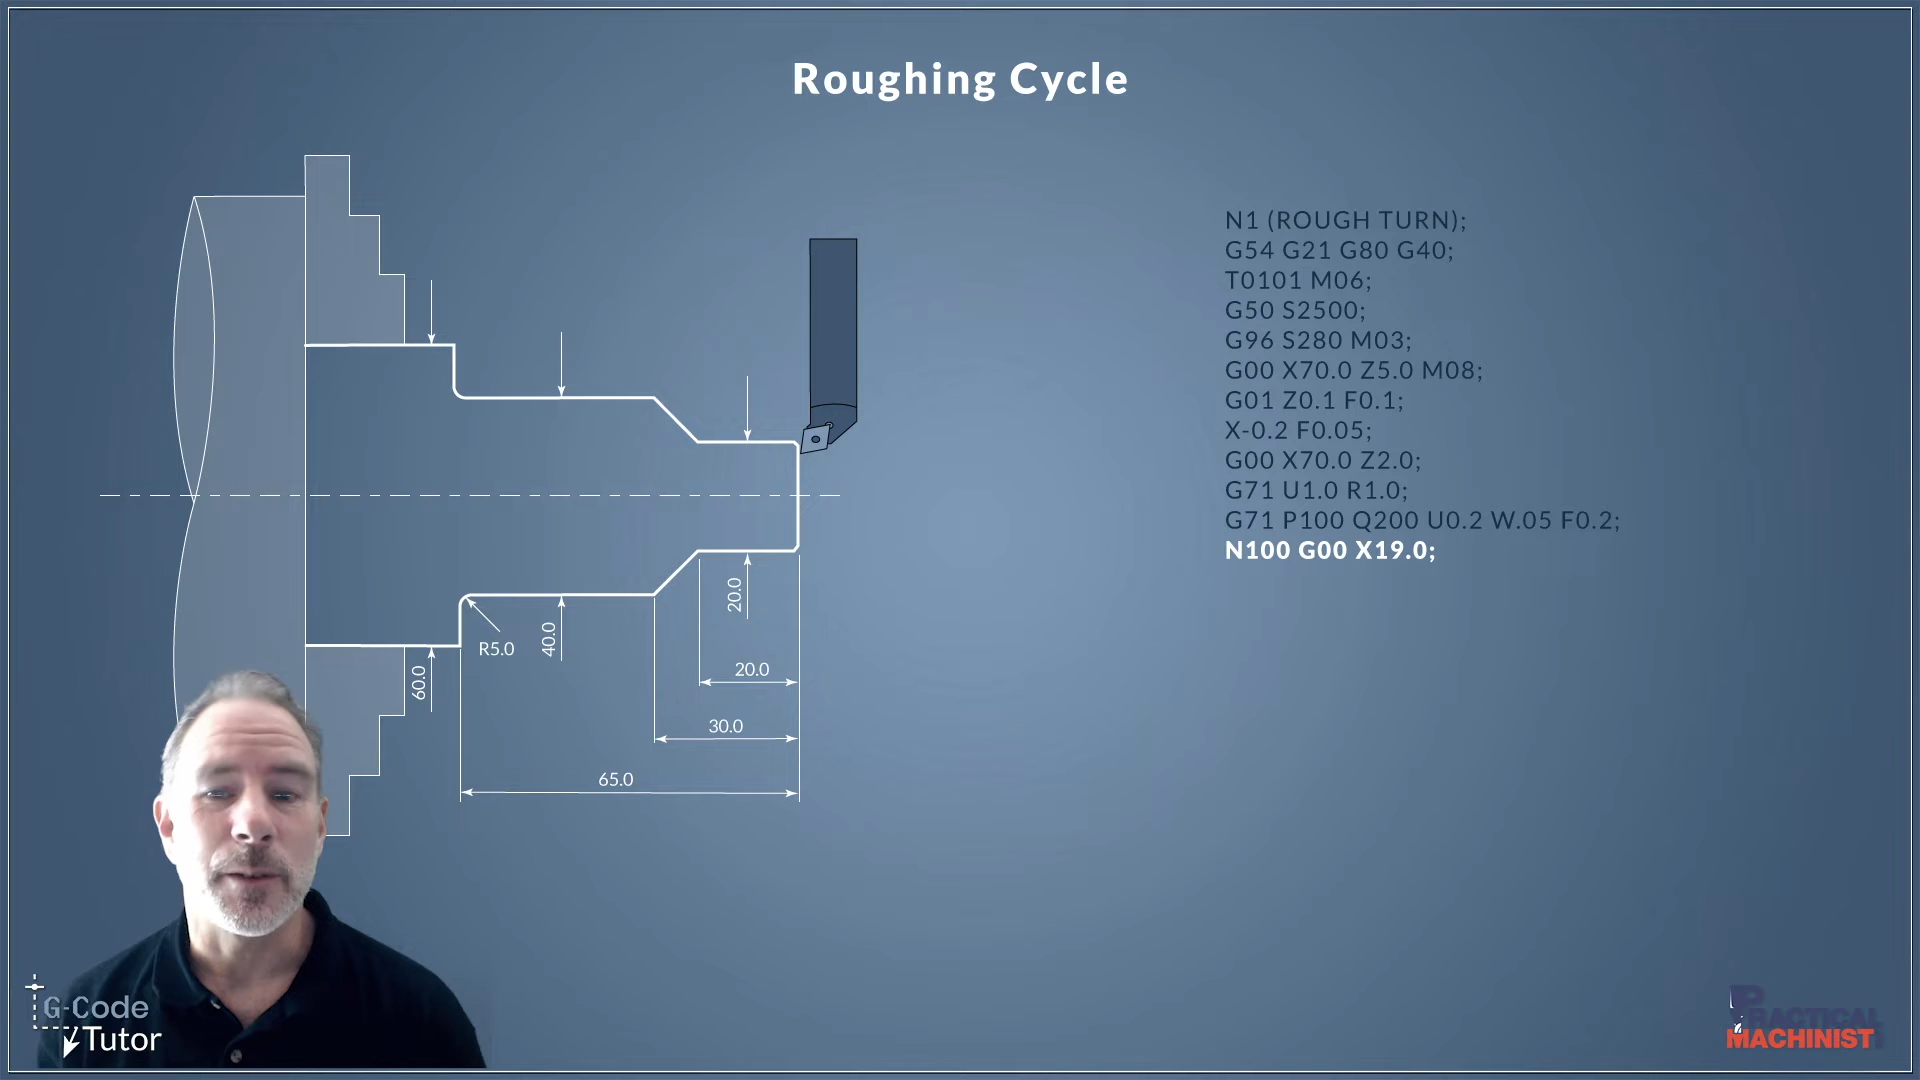 Roughing Cycle
N1 (ROUGH TURN);
G54 G21 G80 G40;
T0101 M06;
G50 S2500;
G96 S280 M03;
G00 X70.0 Z5.0 M08;
G01 Z0.1 F0.1;
X-0.2 F0.05;
G00 X70.0 Z2.0;
G71 U1.0 R1.0;
G71 P100 Q200 U0.2 W.05 F0.2;
N100 G00 X19.0;
20.0
40.0
R5.0
60.0
20.0
30.0
65.0
G-Code
Tutor
PRACTICAL
MACHINIST